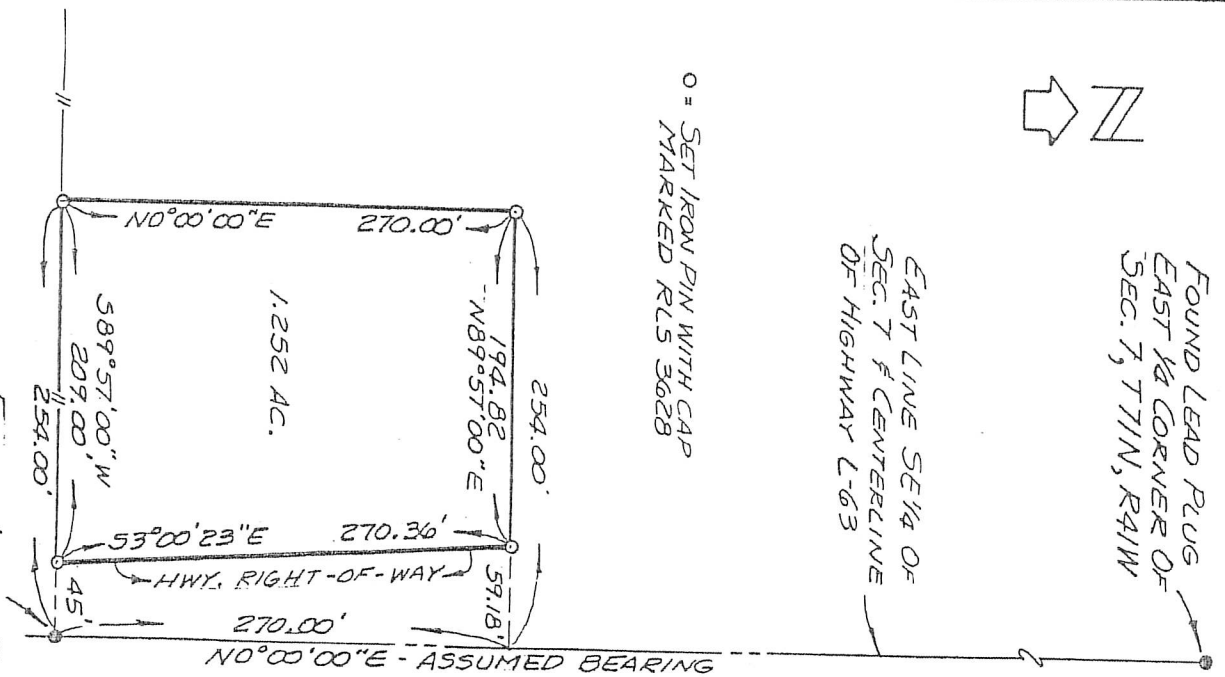 N
FOUND LEAD PLUG
EAST 1/4 CORNER OF
SEC. 7, T71N, R41W
EAST LINE SE1/4 OF
SEC. 7 & CENTERLINE
OF HIGHWAY L-63
O = SET IRON PIN WITH CAP
MARKED RLS 3628
254.00'
194.82
N89°57'00"E
N0°00'00"E
270.00'
1.252 AC.
S89°57'00"W
209.00'
254.00'
S3°00'23"E
270.36'
HWY. RIGHT-OF-WAY
59.18'
45'
270.00'
N0°00'00"E - ASSUMED BEARING